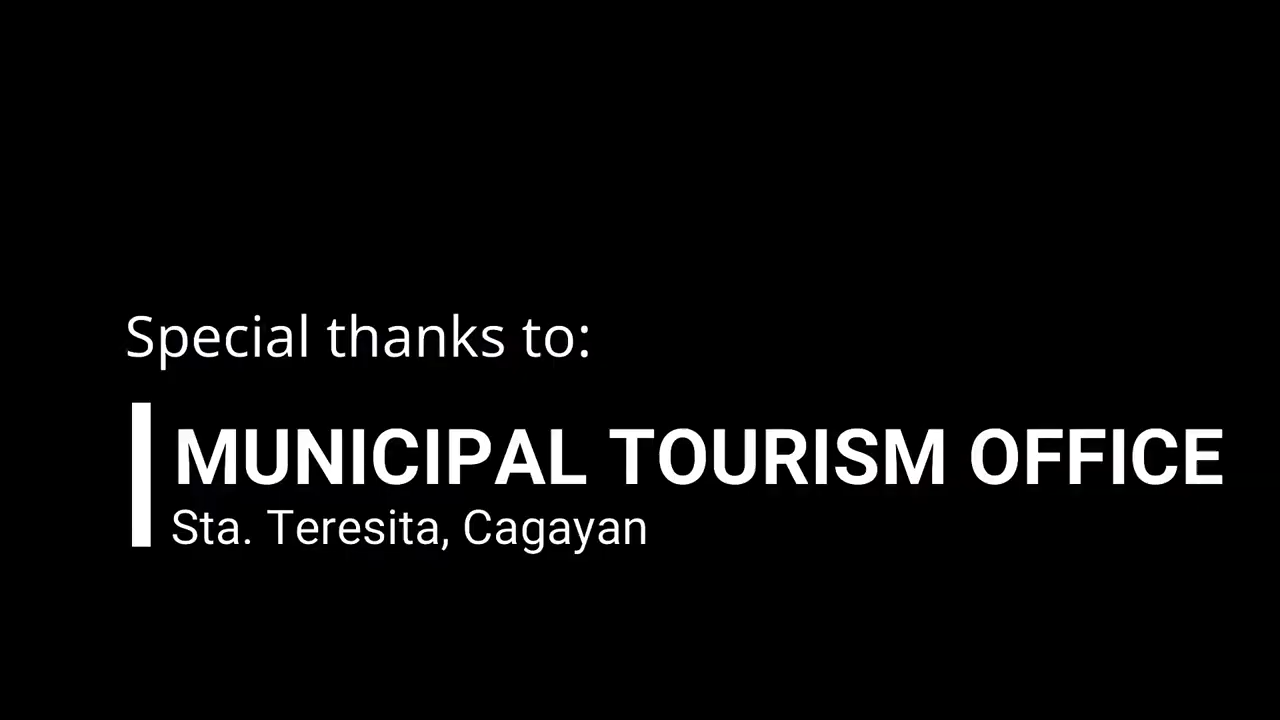 Special thanks to:
MUNICIPAL TOURISM OFFICE
Sta. Teresita, Cagayan